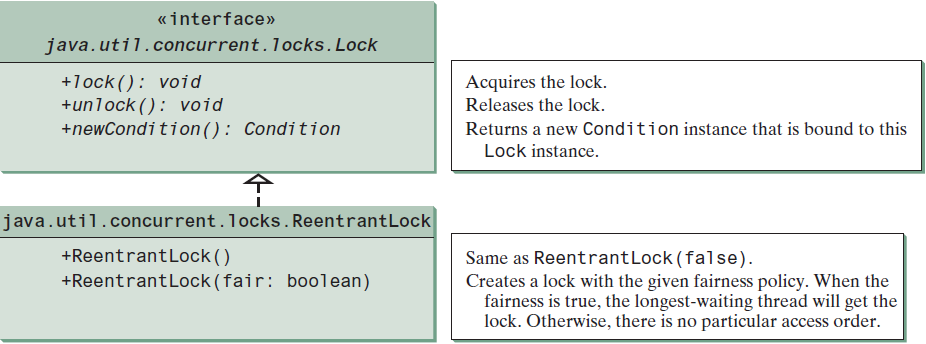 «interface»
java.util.concurrent.locks.Lock
+lock(): void
+unlock(): void
+newCondition(): Condition
Acquires the lock.
Releases the lock.
Returns a new Condition instance that is bound to this
Lock instance.
java.util.concurrent.locks.ReentrantLock
+ReentrantLock()
+ReentrantLock(fair: boolean)
Same as ReentrantLock(false).
Creates a lock with the given fairness policy. When the
fairness is true, the longest-waiting thread will get the
lock. Otherwise, there is no particular access order.